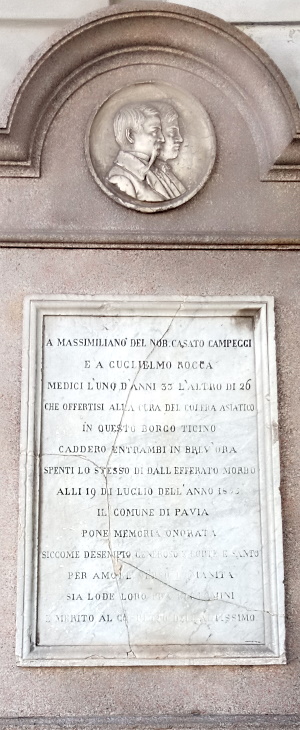 A MASSIMILIANO DEL NOB. CASATO CAMPEGGI
E A GUGLIELMO ROCCA
MEDICI L'UNO D'ANNI 33 L'ALTRO DI 26
CHE OFFERTISI ALLA CURA DEL COLERA ASIATICO
IN QUESTO BORGO TICINO
CADDERO ENTRAMBI IN BREV'ORA
SPENTI LO STESSO DI DALL'EFFERATO MORBO
ALLI 19 DI LUGLIO DELL'ANNO
IL COMUNE DI PAVIA
PONE MEMORIA ONORATA
SICCOME D'ESEMPIO E SANTO
PER
SIA LODE LORO
E MERITO AL